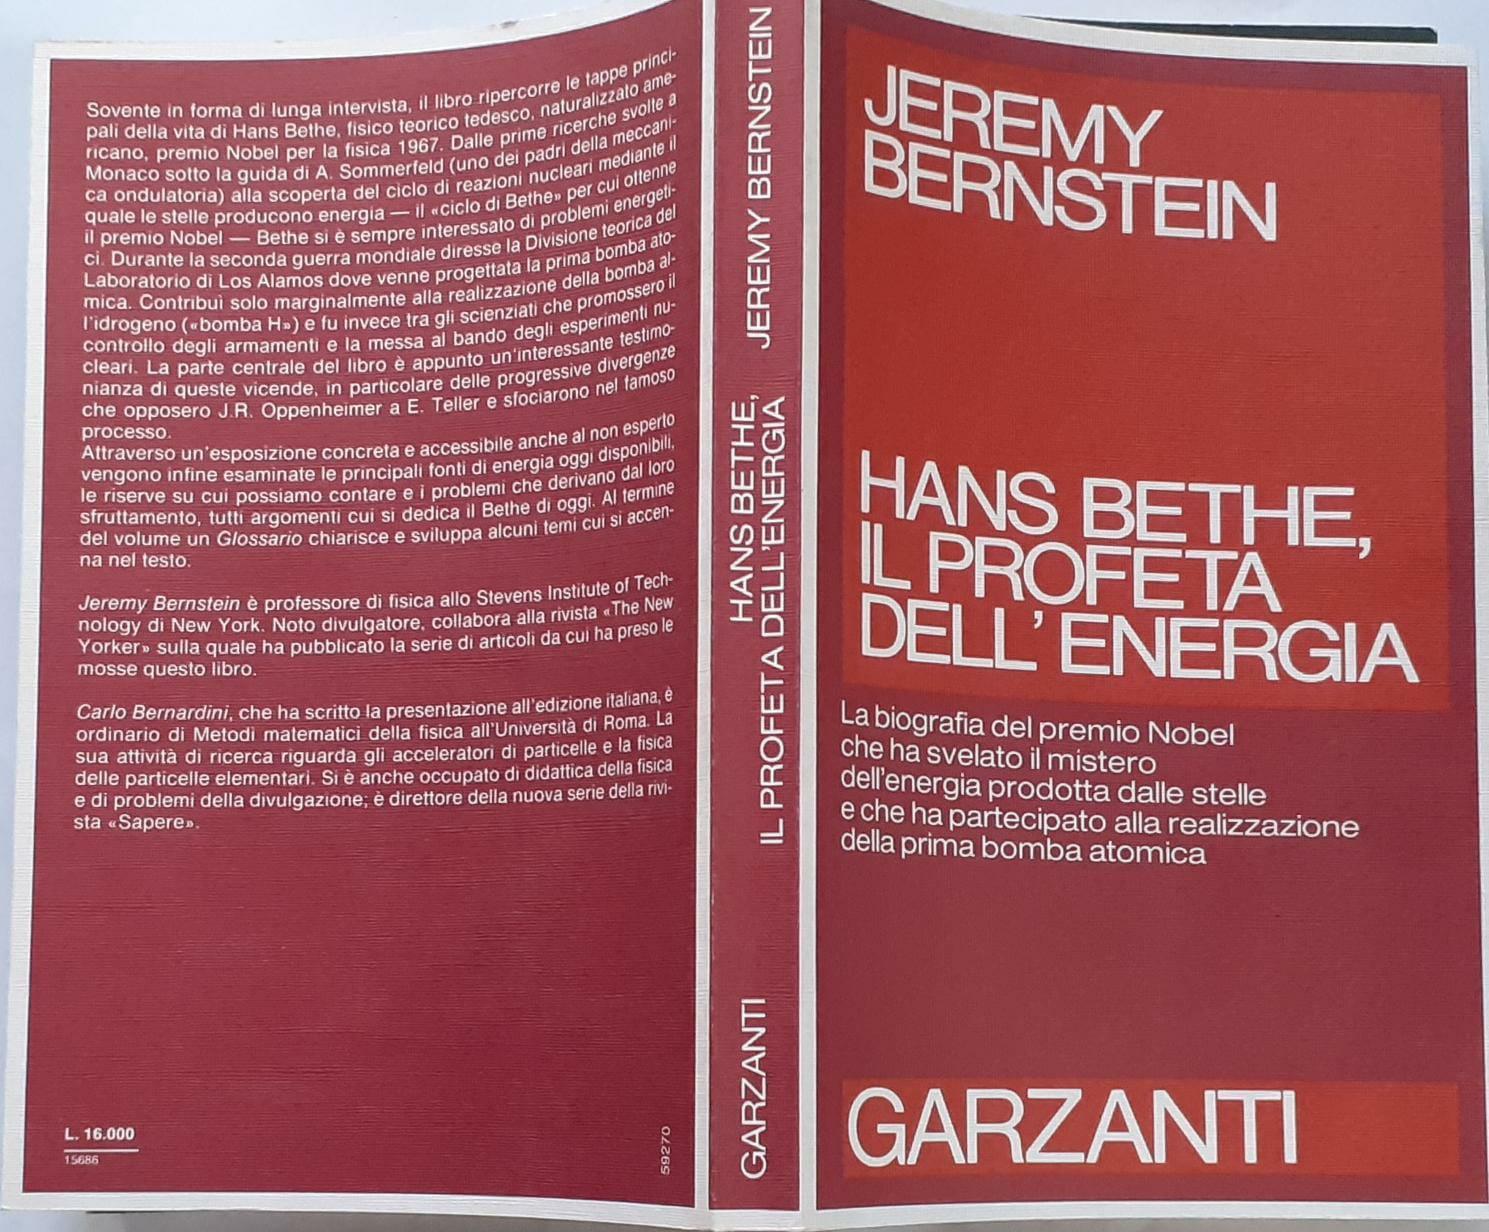 Sovente in forma di lunga intervista, il libro ripercorre le tappe princi-
pali della vita di Hans Bethe, fisico teorico tedesco, naturalizzato ame-
ricano, premio Nobel per la fisica 1967. Dalle prime ricerche svolte a
Monaco sotto la guida di A. Sommerfeld (uno dei padri della meccani-
ca ondulatoria) alla scoperta del ciclo di reazioni nucleari mediante il
quale le stelle producono energia — il «ciclo di Bethe» per cui ottenne
il premio Nobel — Bethe si è sempre interessato di problemi energeti-
ci. Durante la seconda guerra mondiale diresse la Divisione teorica del
Laboratorio di Los Alamos dove venne progettata la prima bomba ato-
mica. Contribuì solo marginalmente alla realizzazione della bomba al-
l'idrogeno («bomba H») e fu invece tra gli scienziati che promossero il
controllo degli armamenti e la messa al bando degli esperimenti nu-
cleari. La parte centrale del libro è appunto un'interessante testimo-
nianza di queste vicende, in particolare delle progressive divergenze
che opposero J.R. Oppenheimer a E. Teller e sfociarono nel famoso
processo.
Attraverso un'esposizione concreta e accessibile anche al non esperto
vengono infine esaminate le principali fonti di energia oggi disponibili,
le riserve su cui possiamo contare e i problemi che derivano dal loro
sfruttamento, tutti argomenti cui si dedica il Bethe di oggi. Al termine
del volume un Glossario chiarisce e sviluppa alcuni temi cui si accen-
na nel testo.
Jeremy Bernstein è professore di fisica allo Stevens Institute of Tech-
nology di New York. Noto divulgatore, collabora alla rivista «The New
Yorker» sulla quale ha pubblicato la serie di articoli da cui ha preso le
mosse questo libro.
Carlo Bernardini, che ha scritto la presentazione all'edizione italiana, è
ordinario di Metodi matematici della fisica all'Università di Roma. La
sua attività di ricerca riguarda gli acceleratori di particelle e la fisica
delle particelle elementari. Si è anche occupato di didattica della fisica
e di problemi della divulgazione; è direttore della nuova serie della rivi-
sta «Sapere».
L. 16.000
15686
59270
JEREMY BERNSTEIN
HANS BETHE,
IL PROFETA DELL'ENERGIA
GARZANTI
JEREMY
BERNSTEIN
HANS BETHE,
IL PROFETA
DELL'ENERGIA
La biografia del premio Nobel
che ha svelato il mistero
dell'energia prodotta dalle stelle
e che ha partecipato alla realizzazione
della prima bomba atomica
GARZANTI